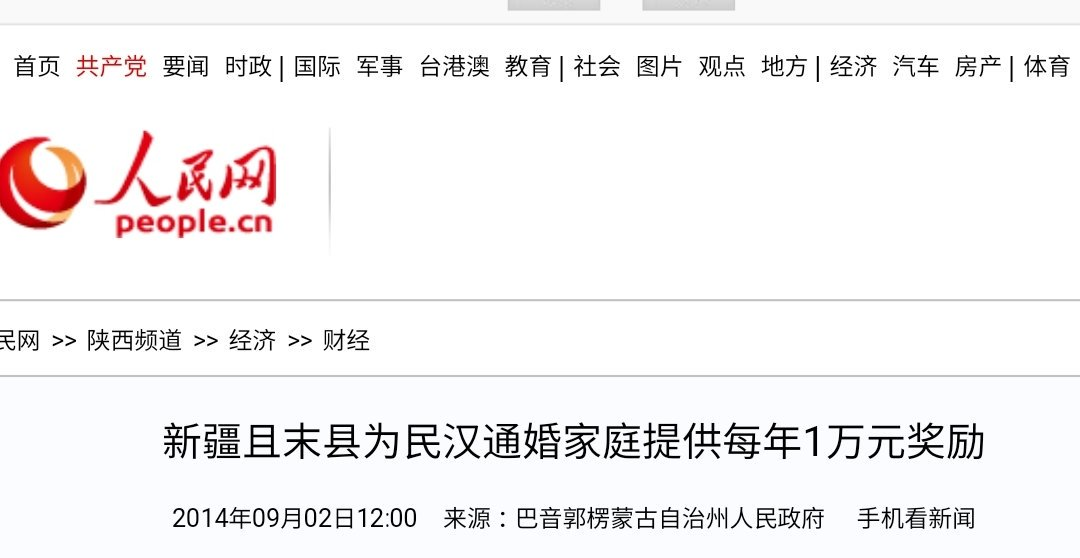 首页 共产党 要闻 时政 | 国际 军事 台港澳 教育 | 社会 图片 观点 地方 | 经济 汽车 房产 | 体育
人民网
people.cn
民网 >> 陕西频道 >> 经济 >> 财经
新疆且末县为民汉通婚家庭提供每年1万元奖励
2014年09月02日12:00 来源：巴音郭楞蒙古自治州人民政府 手机看新闻